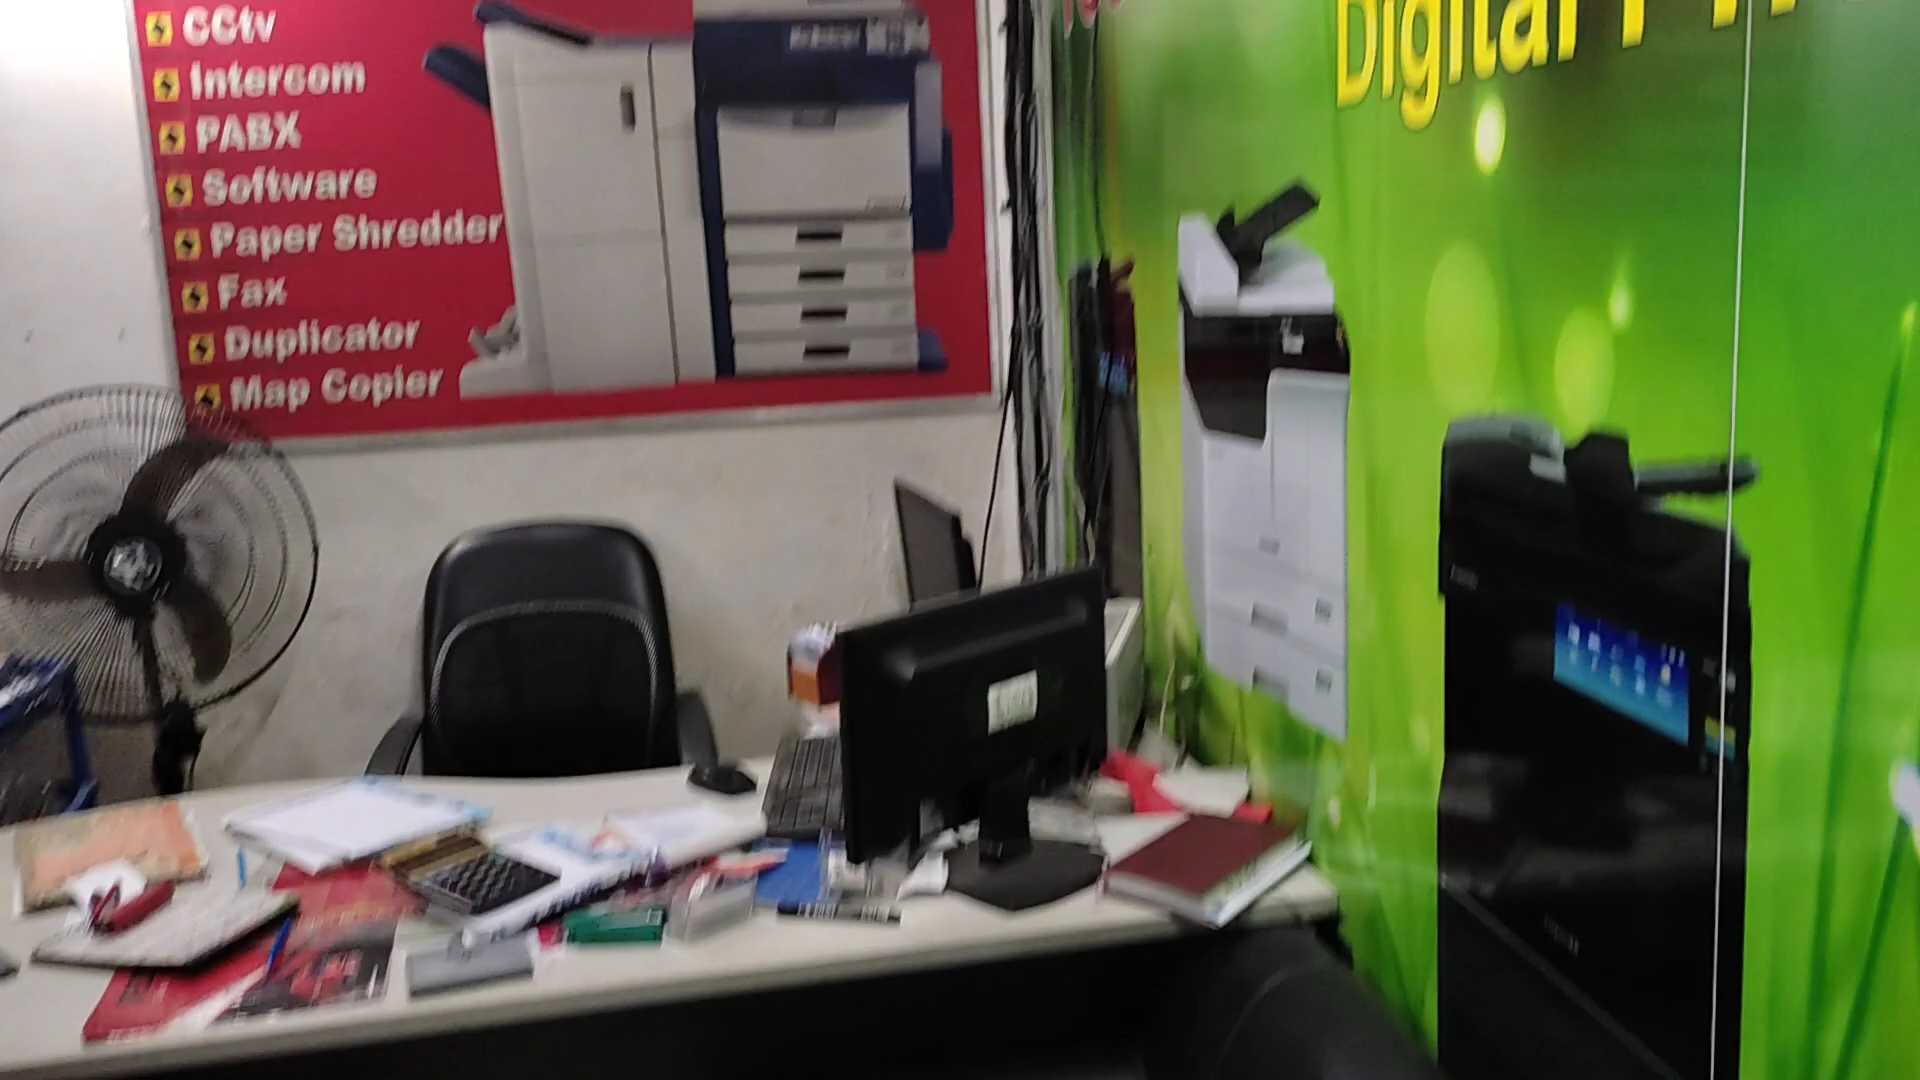 CCtv
Intercom
PABX
Software
Paper Shredder
Fax
Duplicator
Map Copier
Digital